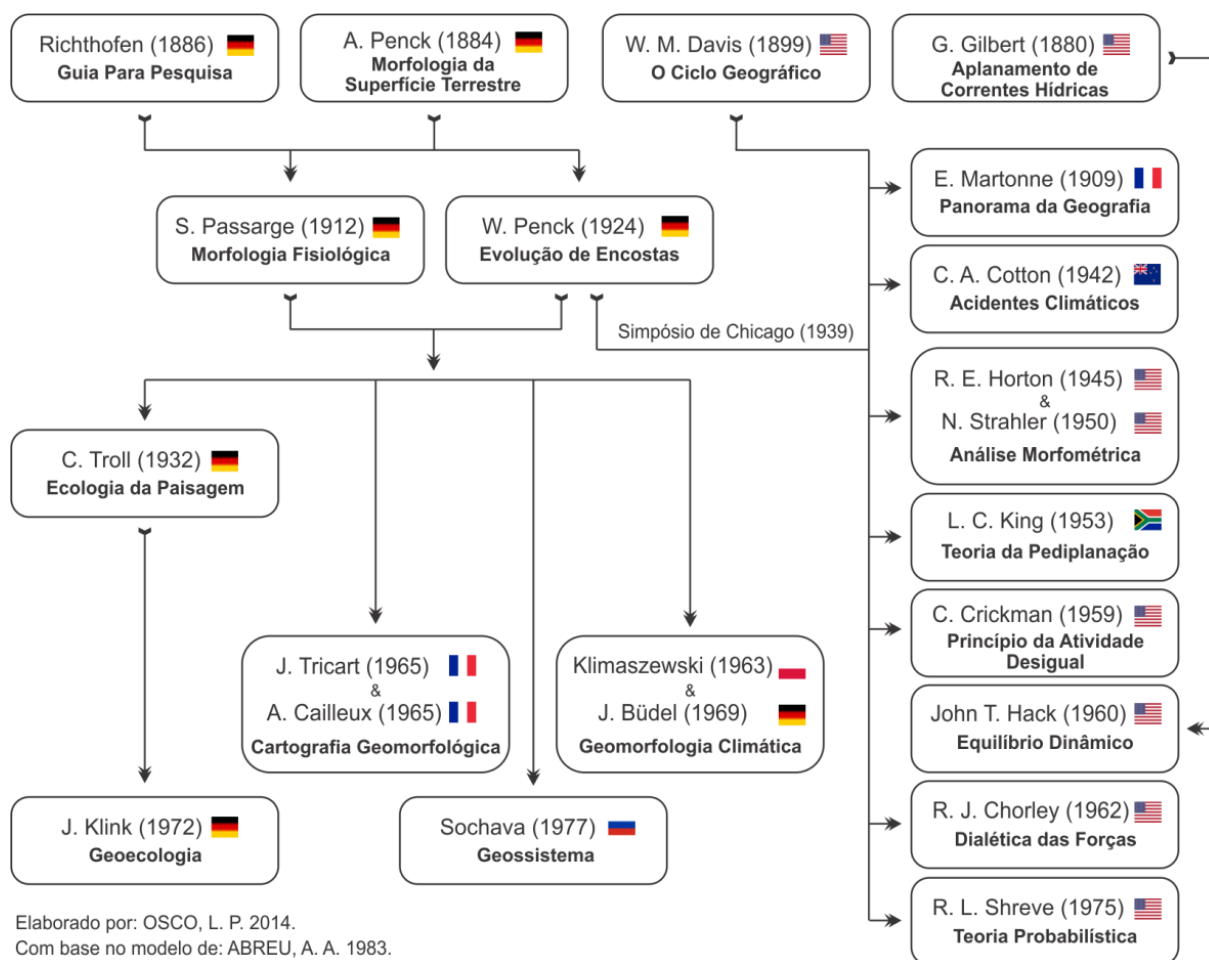 Richthofen (1886)
Guia Para Pesquisa
A. Penck (1884)
Morfologia da
Superfície Terrestre
W. M. Davis (1899)
O Ciclo Geográfico
G. Gilbert (1880)
Aplanamento de
Correntes Hídricas
E. Martonne (1909)
Panorama da Geografia
S. Passarge (1912)
Morfologia Fisiológica
W. Penck (1924)
Evolução de Encostas
C. A. Cotton (1942)
Acidentes Climáticos
Simpósio de Chicago (1939)
R. E. Horton (1945)
&
N. Strahler (1950)
Análise Morfométrica
C. Troll (1932)
Ecologia da Paisagem
L. C. King (1953)
Teoria da Pediplanação
C. Crickman (1959)
Princípio da Atividade
Desigual
J. Tricart (1965)
&
A. Cailleux (1965)
Cartografia Geomorfológica
Klimaszewski (1963)
&
J. Büdel (1969)
Geomorfologia Climática
John T. Hack (1960)
Equilíbrio Dinâmico
J. Klink (1972)
Geoecologia
Sochava (1977)
Geossistema
R. J. Chorley (1962)
Dialética das Forças
R. L. Shreve (1975)
Teoria Probabilística
Elaborado por: OSCO, L. P. 2014.
Com base no modelo de: ABREU, A. A. 1983.